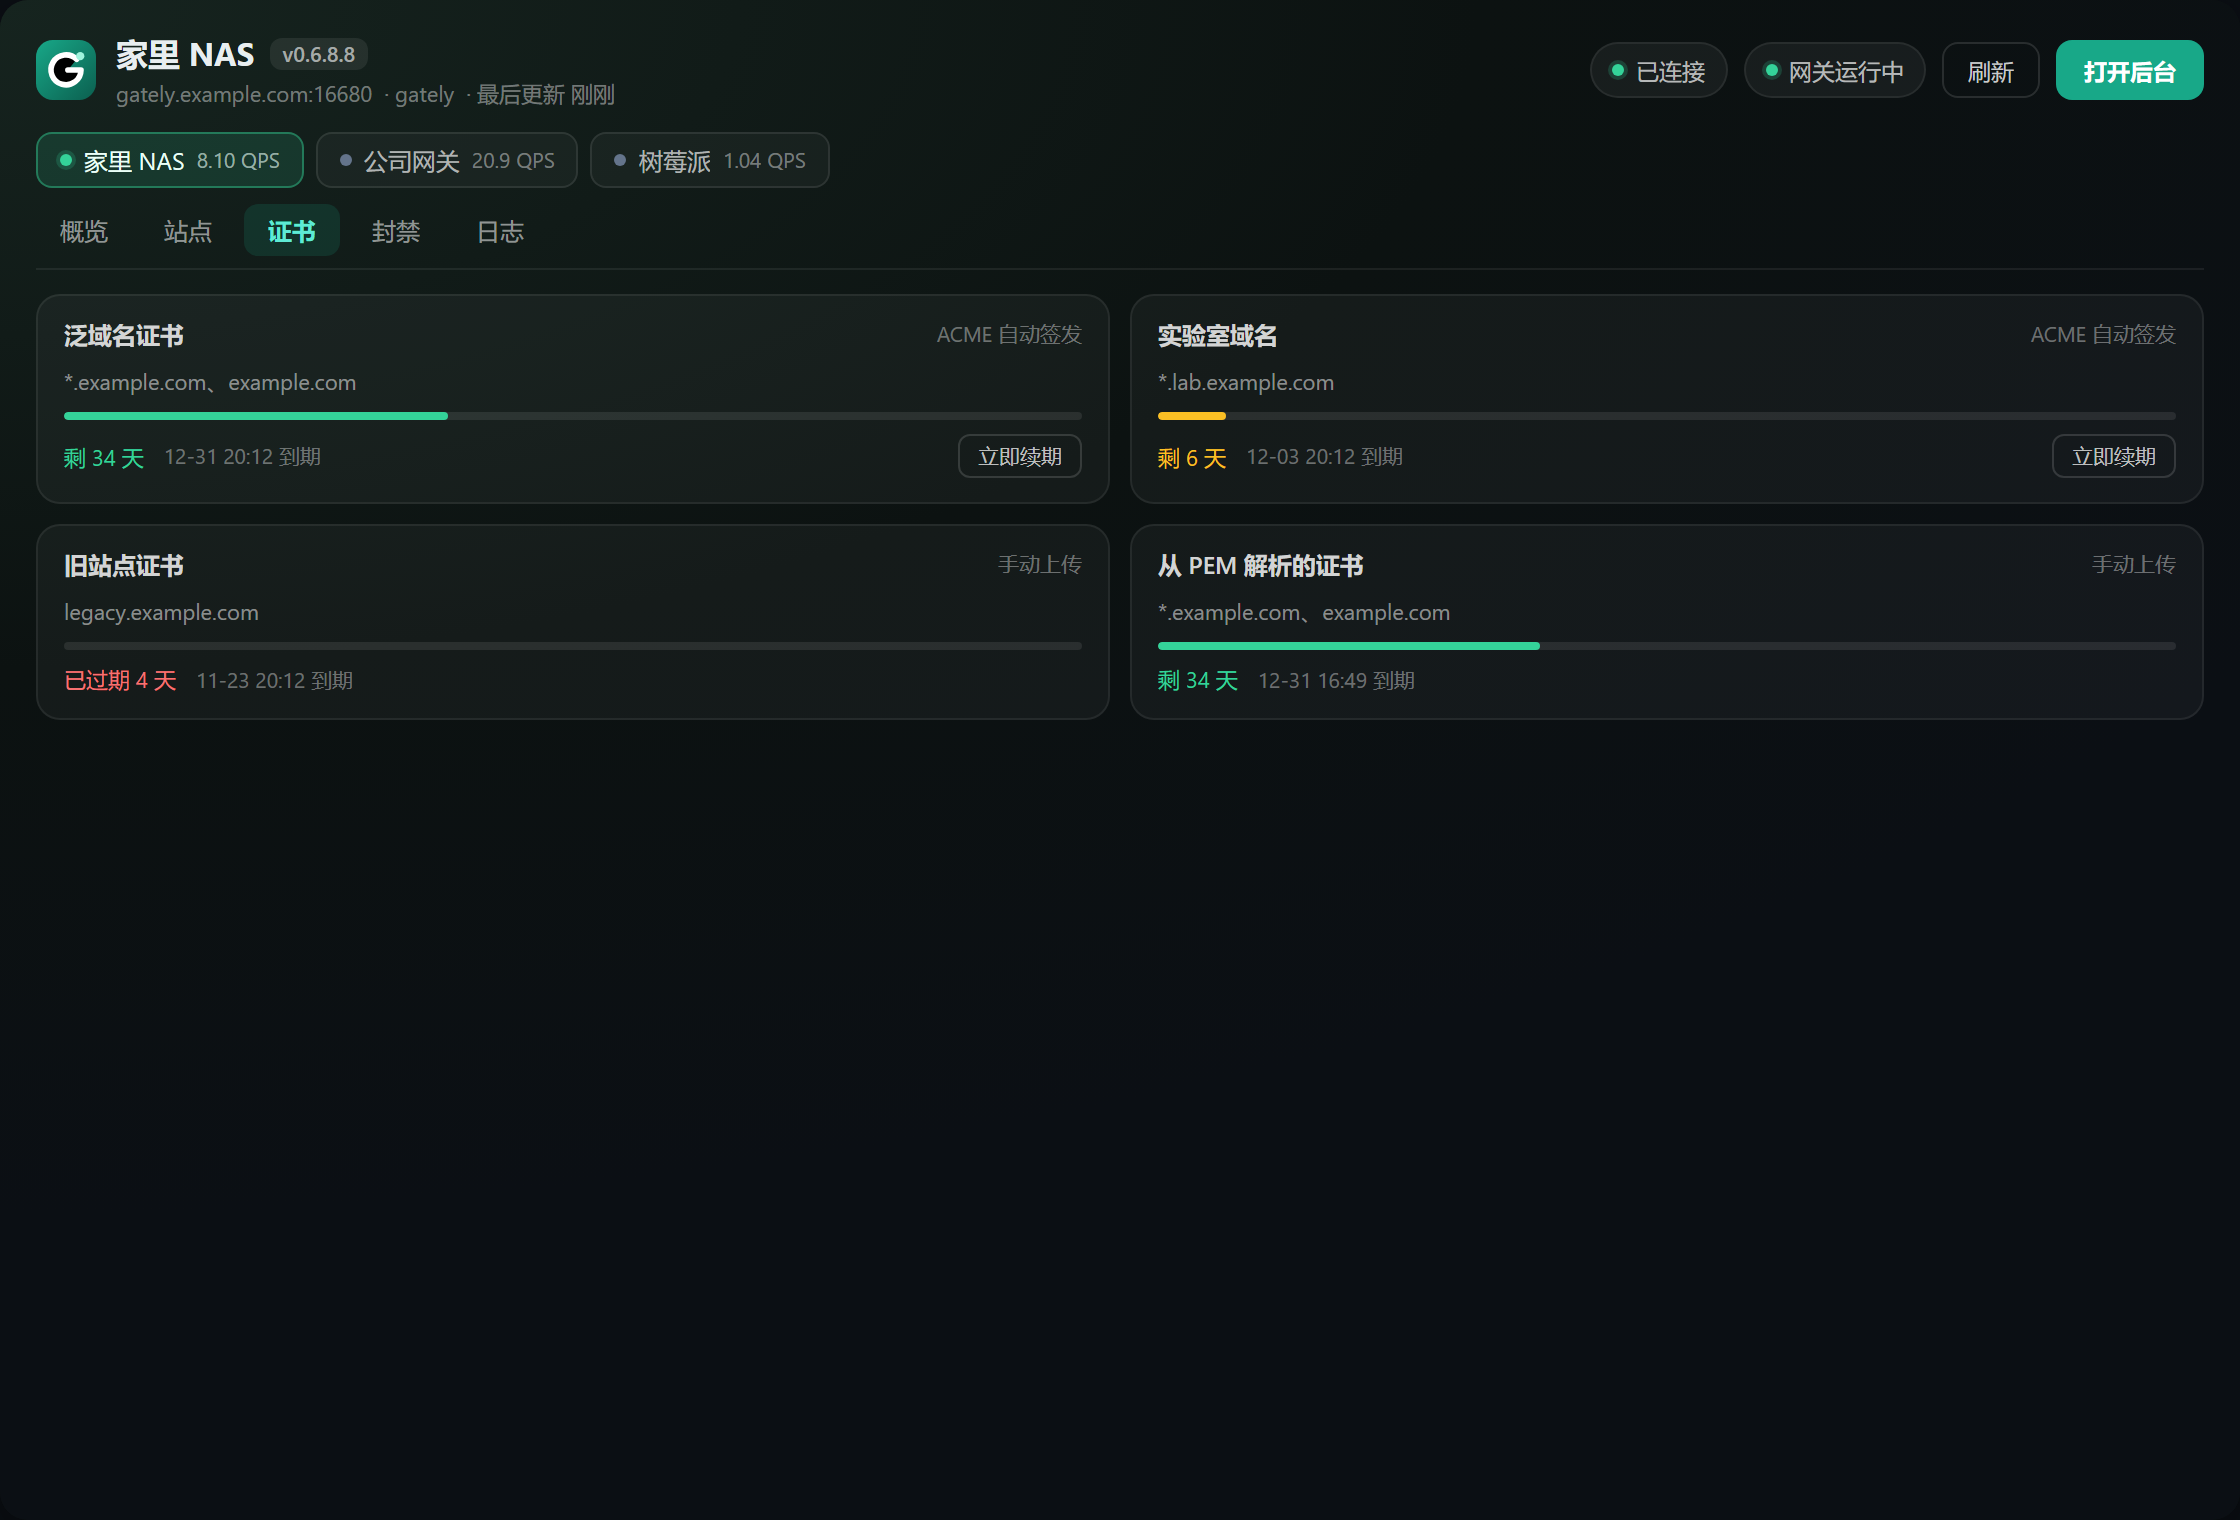 家里 NAS v0.6.8.8
gately.example.com:16680 · gately · 最后更新 刚刚
已连接 网关运行中 刷新 打开后台
家里 NAS 8.10 QPS 公司网关 20.9 QPS 树莓派 1.04 QPS
概览 站点 证书 封禁 日志
泛域名证书 ACME 自动签发
*.example.com、example.com
剩 34 天 12-31 20:12 到期 立即续期
实验室域名 ACME 自动签发
*.lab.example.com
剩 6 天 12-03 20:12 到期 立即续期
旧站点证书 手动上传
legacy.example.com
已过期 4 天 11-23 20:12 到期
从 PEM 解析的证书 手动上传
*.example.com、example.com
剩 34 天 12-31 16:49 到期